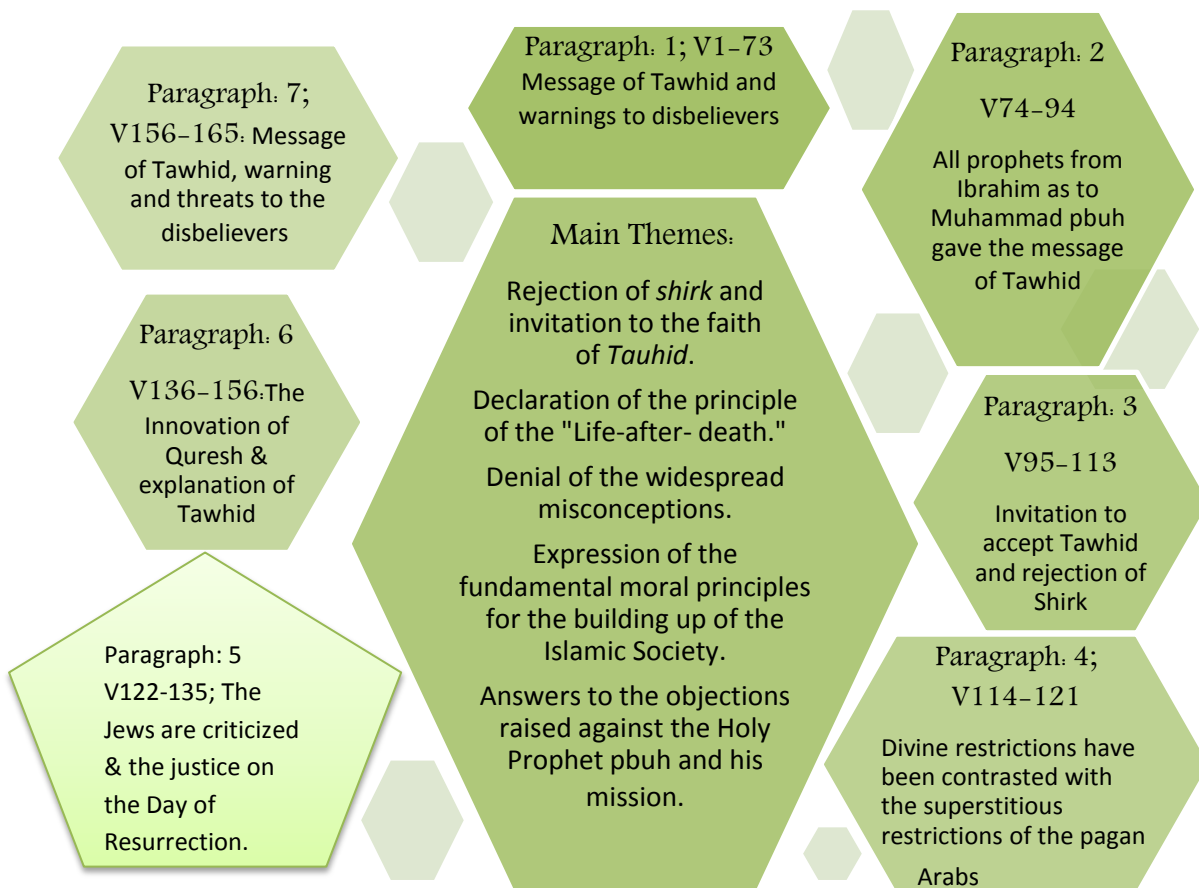 Paragraph: 1; V1-73
Message of Tawhid and
warnings to disbelievers
Paragraph: 2
V74-94
All prophets from
Ibrahim as to
Muhammad pbuh
gave the message
of Tawhid
Paragraph: 3
V95-113
Invitation to
accept Tawhid
and rejection of
Shirk
Paragraph: 4;
V114-121
Divine restrictions have
been contrasted with
the superstitious
restrictions of the pagan
Arabs
Paragraph: 5
V122-135; The
Jews are criticized
& the justice on
the Day of
Resurrection.
Paragraph: 6
V136-156:The
Innovation of
Quresh &
explanation of
Tawhid
Paragraph: 7;
V156-165: Message
of Tawhid, warning
and threats to the
disbelievers
Main Themes:
Rejection of shirk and
invitation to the faith
of Tauhid.
Declaration of the principle
of the "Life-after- death."
Denial of the widespread
misconceptions.
Expression of the
fundamental moral principles
for the building up of the
Islamic Society.
Answers to the objections
raised against the Holy
Prophet pbuh and his
mission.